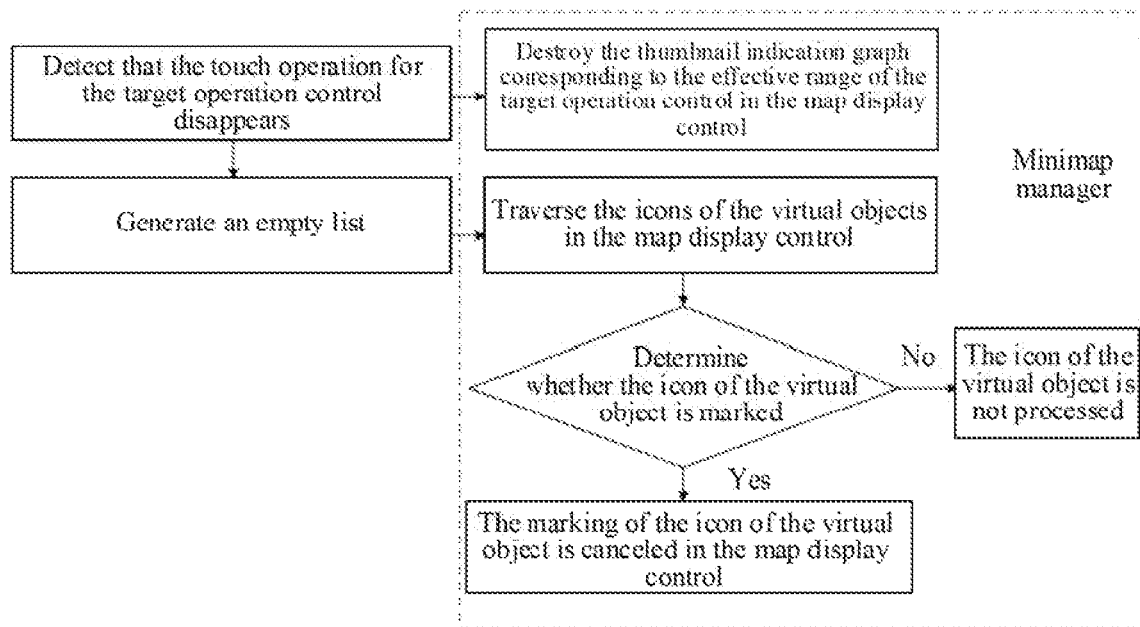 Detect that the touch operation for
the target operation control
disappears
Destroy the thumbnail indication graph
corresponding to the effective range of the
target operation control in the map display
control
Minimap
manager
Generate an empty list
Traverse the icons of the virtual objects
in the map display control
Determine
whether the icon of the virtual
object is marked
No
The icon of the
virtual object is
not processed
Yes
The marking of the icon of the virtual
object is canceled in the map display
control